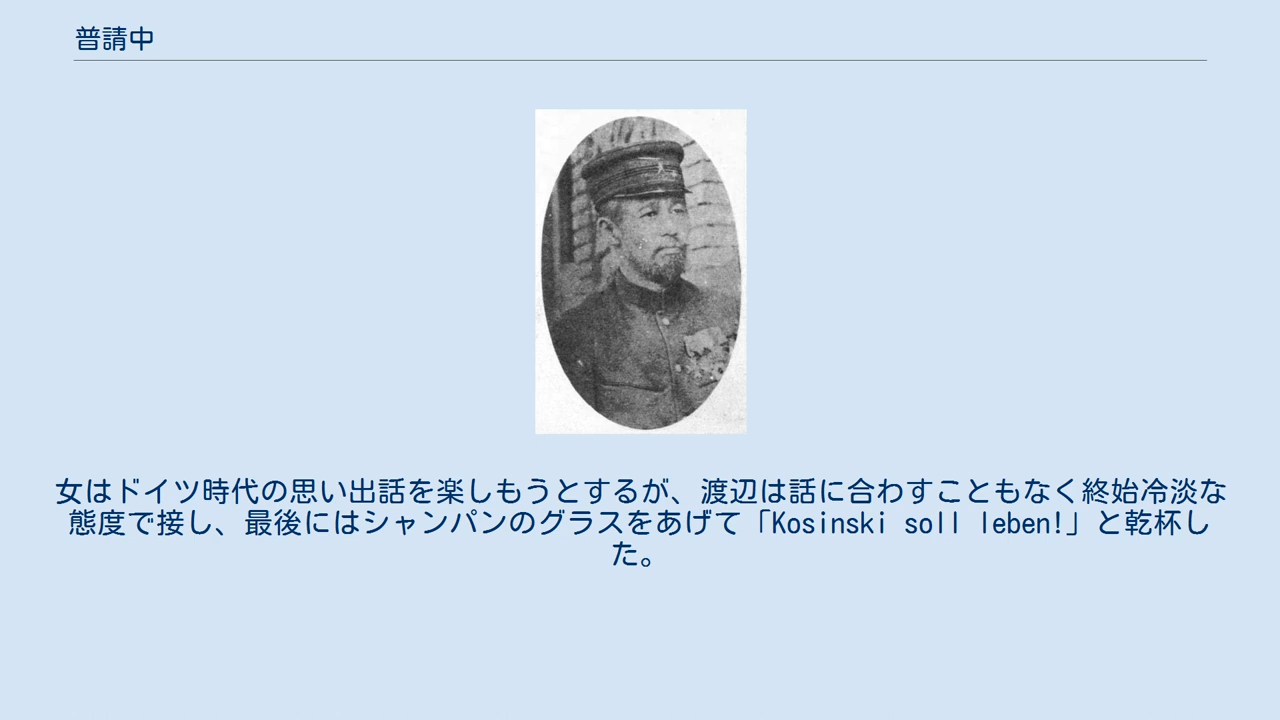 普請中
女はドイツ時代の思い出話を楽しもうとするが、渡辺は話に合わすこともなく終始冷淡な
態度で接し、最後にはシャンパンのグラスをあげて「Kosinski soll leben!」と乾杯し
た。